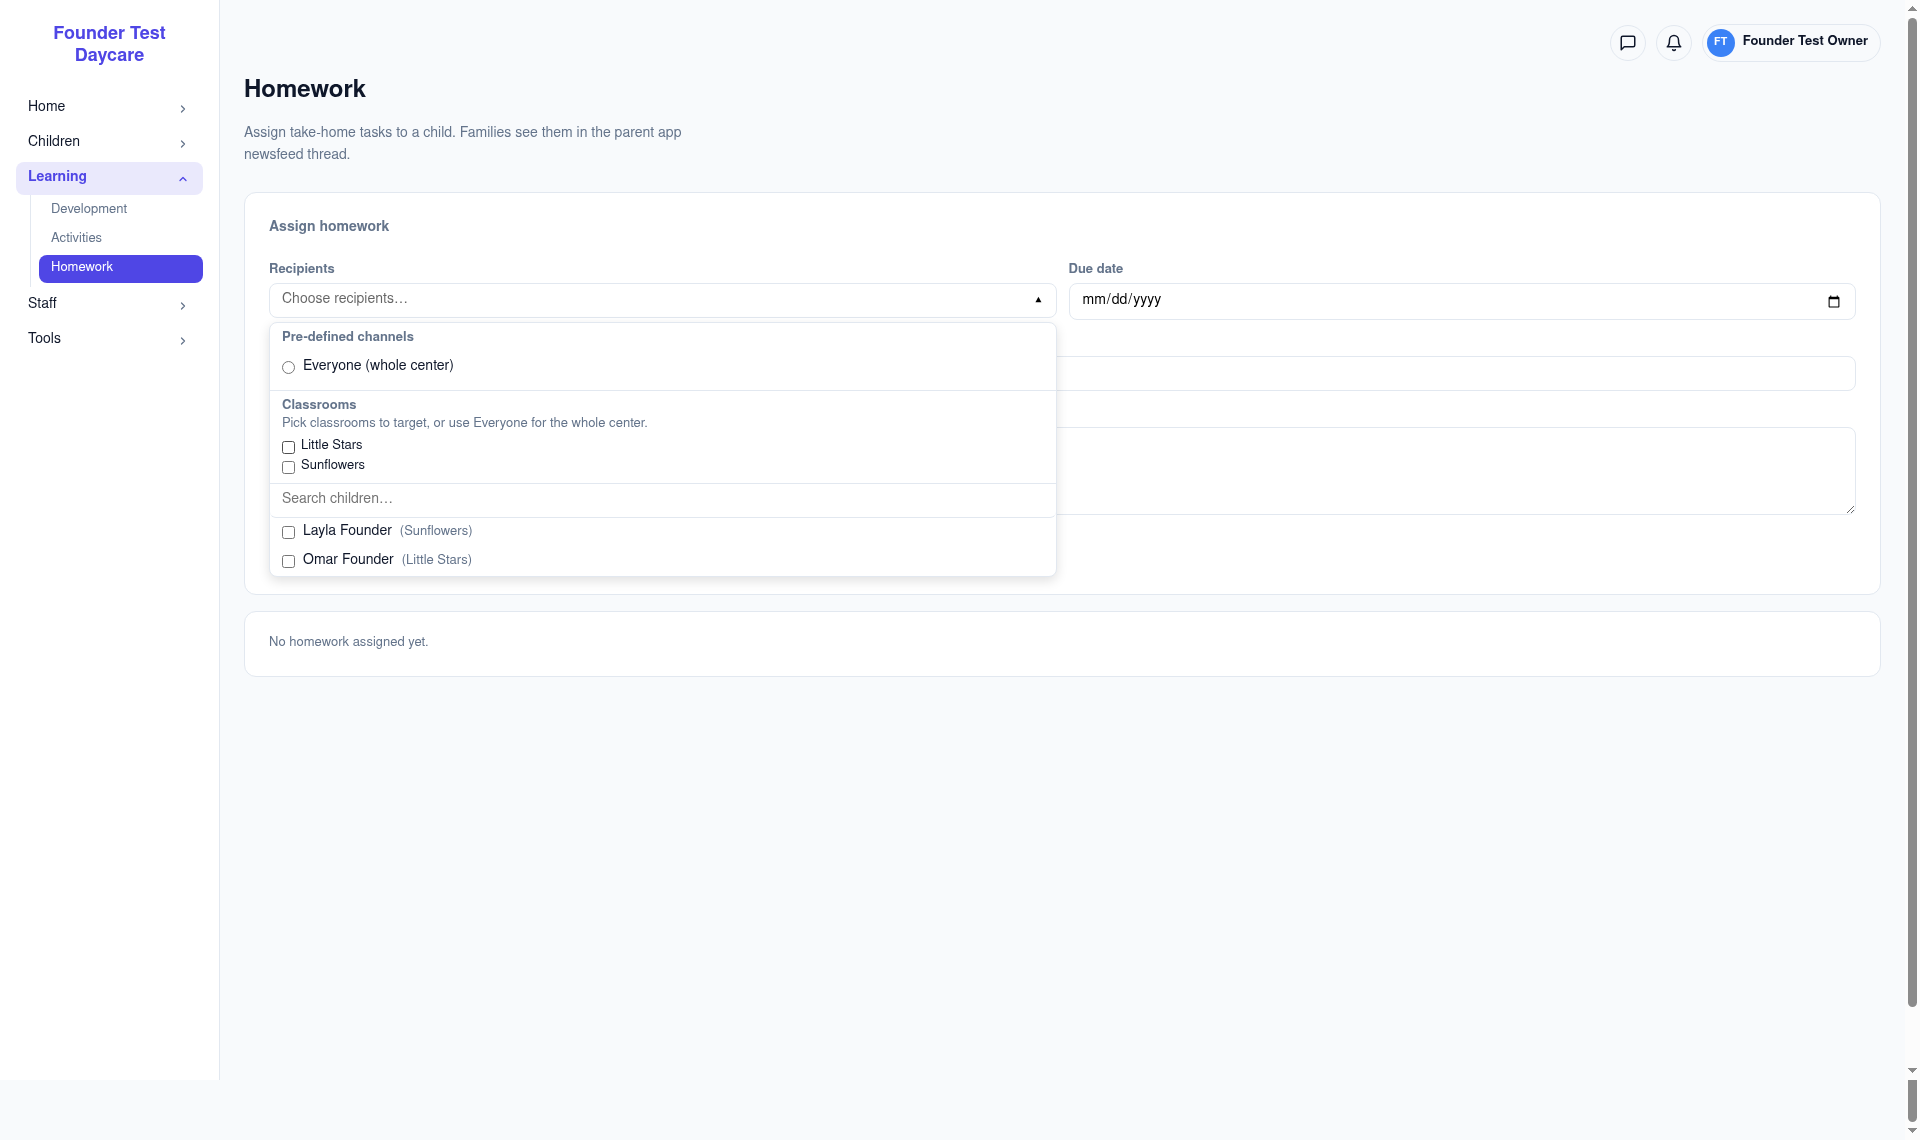 Founder Test
Daycare
Home
Children
Learning
Development
Activities
Homework
Staff
Tools
FT
Founder Test Owner
Homework
Assign take-home tasks to a child. Families see them in the parent app
newsfeed thread.
Assign homework
Recipients
Choose recipients…
Due date
mm/dd/yyyy
Pre-defined channels
Everyone (whole center)
Classrooms
Pick classrooms to target, or use Everyone for the whole center.
Little Stars
Sunflowers
Search children…
Layla Founder (Sunflowers)
Omar Founder (Little Stars)
No homework assigned yet.